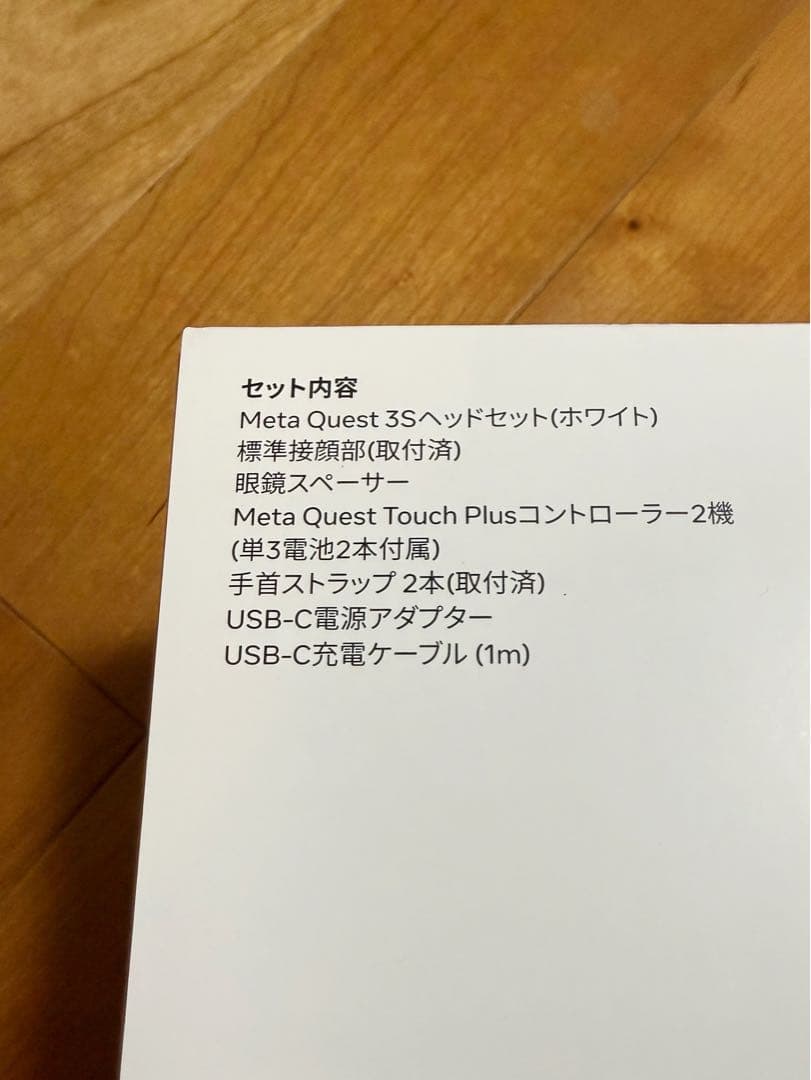 セット内容
Meta Quest 3Sヘッドセット(ホワイト)
標準接顔部(取付済)
眼鏡スペーサー
Meta Quest Touch Plusコントローラー2機
(単3電池2本付属)
手首ストラップ 2本(取付済)
USB-C電源アダプター
USB-C充電ケーブル (1m)